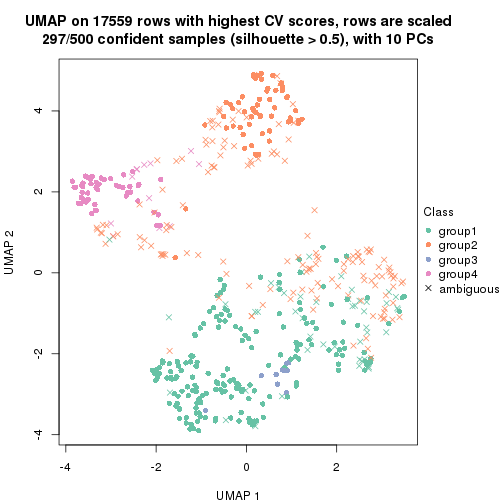 UMAP on 17559 rows with highest CV scores, rows are scaled
297/500 confident samples (silhouette > 0.5), with 10 PCs
4
2
0
-2
-4
UMAP 2
-4
-2
0
2
UMAP 1
Class
group1
group2
group3
group4
ambiguous